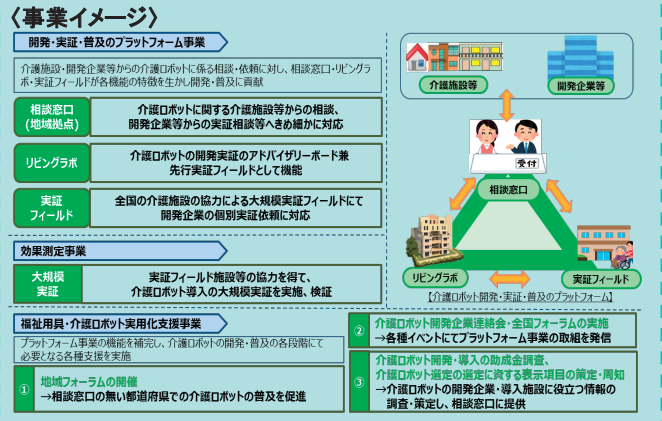 〈事業イメージ〉
開発・実証・普及のプラットフォーム事業
介護施設・開発企業等からの介護ロボットに係る相談・依頼に対し、相談窓口・リビングラ
ボ・実証フィールドが各機能の特徴を生かし開発・普及に貢献
相談窓口
(地域拠点)
介護ロボットに関する介護施設等からの相談、
開発企業等からの実証相談等へきめ細かに対応
リビングラボ
介護ロボットの開発実証のアドバイザリーボード兼
先行実証フィールドとして機能
実証
フィールド
全国の介護施設の協力による大規模実証フィールドにて
開発企業の個別実証依頼に対応
効果測定事業
大規模
実証
実証フィールド施設等の協力を得て、
介護ロボット導入の大規模実証を実施、検証
介護施設等
開発企業等
受付
相談窓口
リビングラボ
実証フィールド
【介護ロボット開発・実証・普及のプラットフォーム】
福祉用具・介護ロボット実用化支援事業
プラットフォーム事業の機能を補完し、介護ロボットの開発・普及の各段階にて
必要となる各種支援を実施
①
地域フォーラムの開催
→相談窓口の無い都道府県での介護ロボットの普及を促進
②
介護ロボット開発企業連絡会・全国フォーラムの実施
→各種イベントにてプラットフォーム事業の取組を発信
③
介護ロボット開発・導入の助成金調査、
介護ロボット選定の選定に資する表示項目の策定・周知
→介護ロボットの開発企業・導入施設に役立つ情報の
調査・策定し、相談窓口に提供